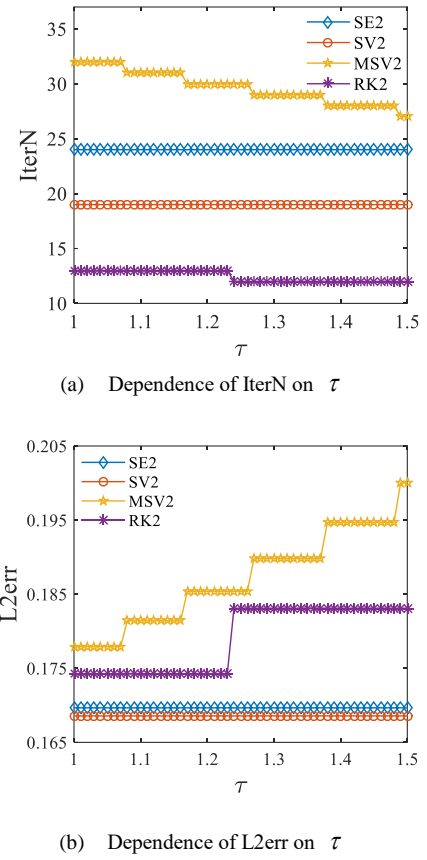 35
30
25
20
15
10
IterN
SE2
SV2
MSV2
RK2
1 1.1 1.2 1.3 1.4 1.5
τ
(a) Dependence of IterN on τ
0.205
0.195
0.185
0.175
0.165
L2err
SE2
SV2
MSV2
RK2
1 1.1 1.2 1.3 1.4 1.5
τ
(b) Dependence of L2err on τ